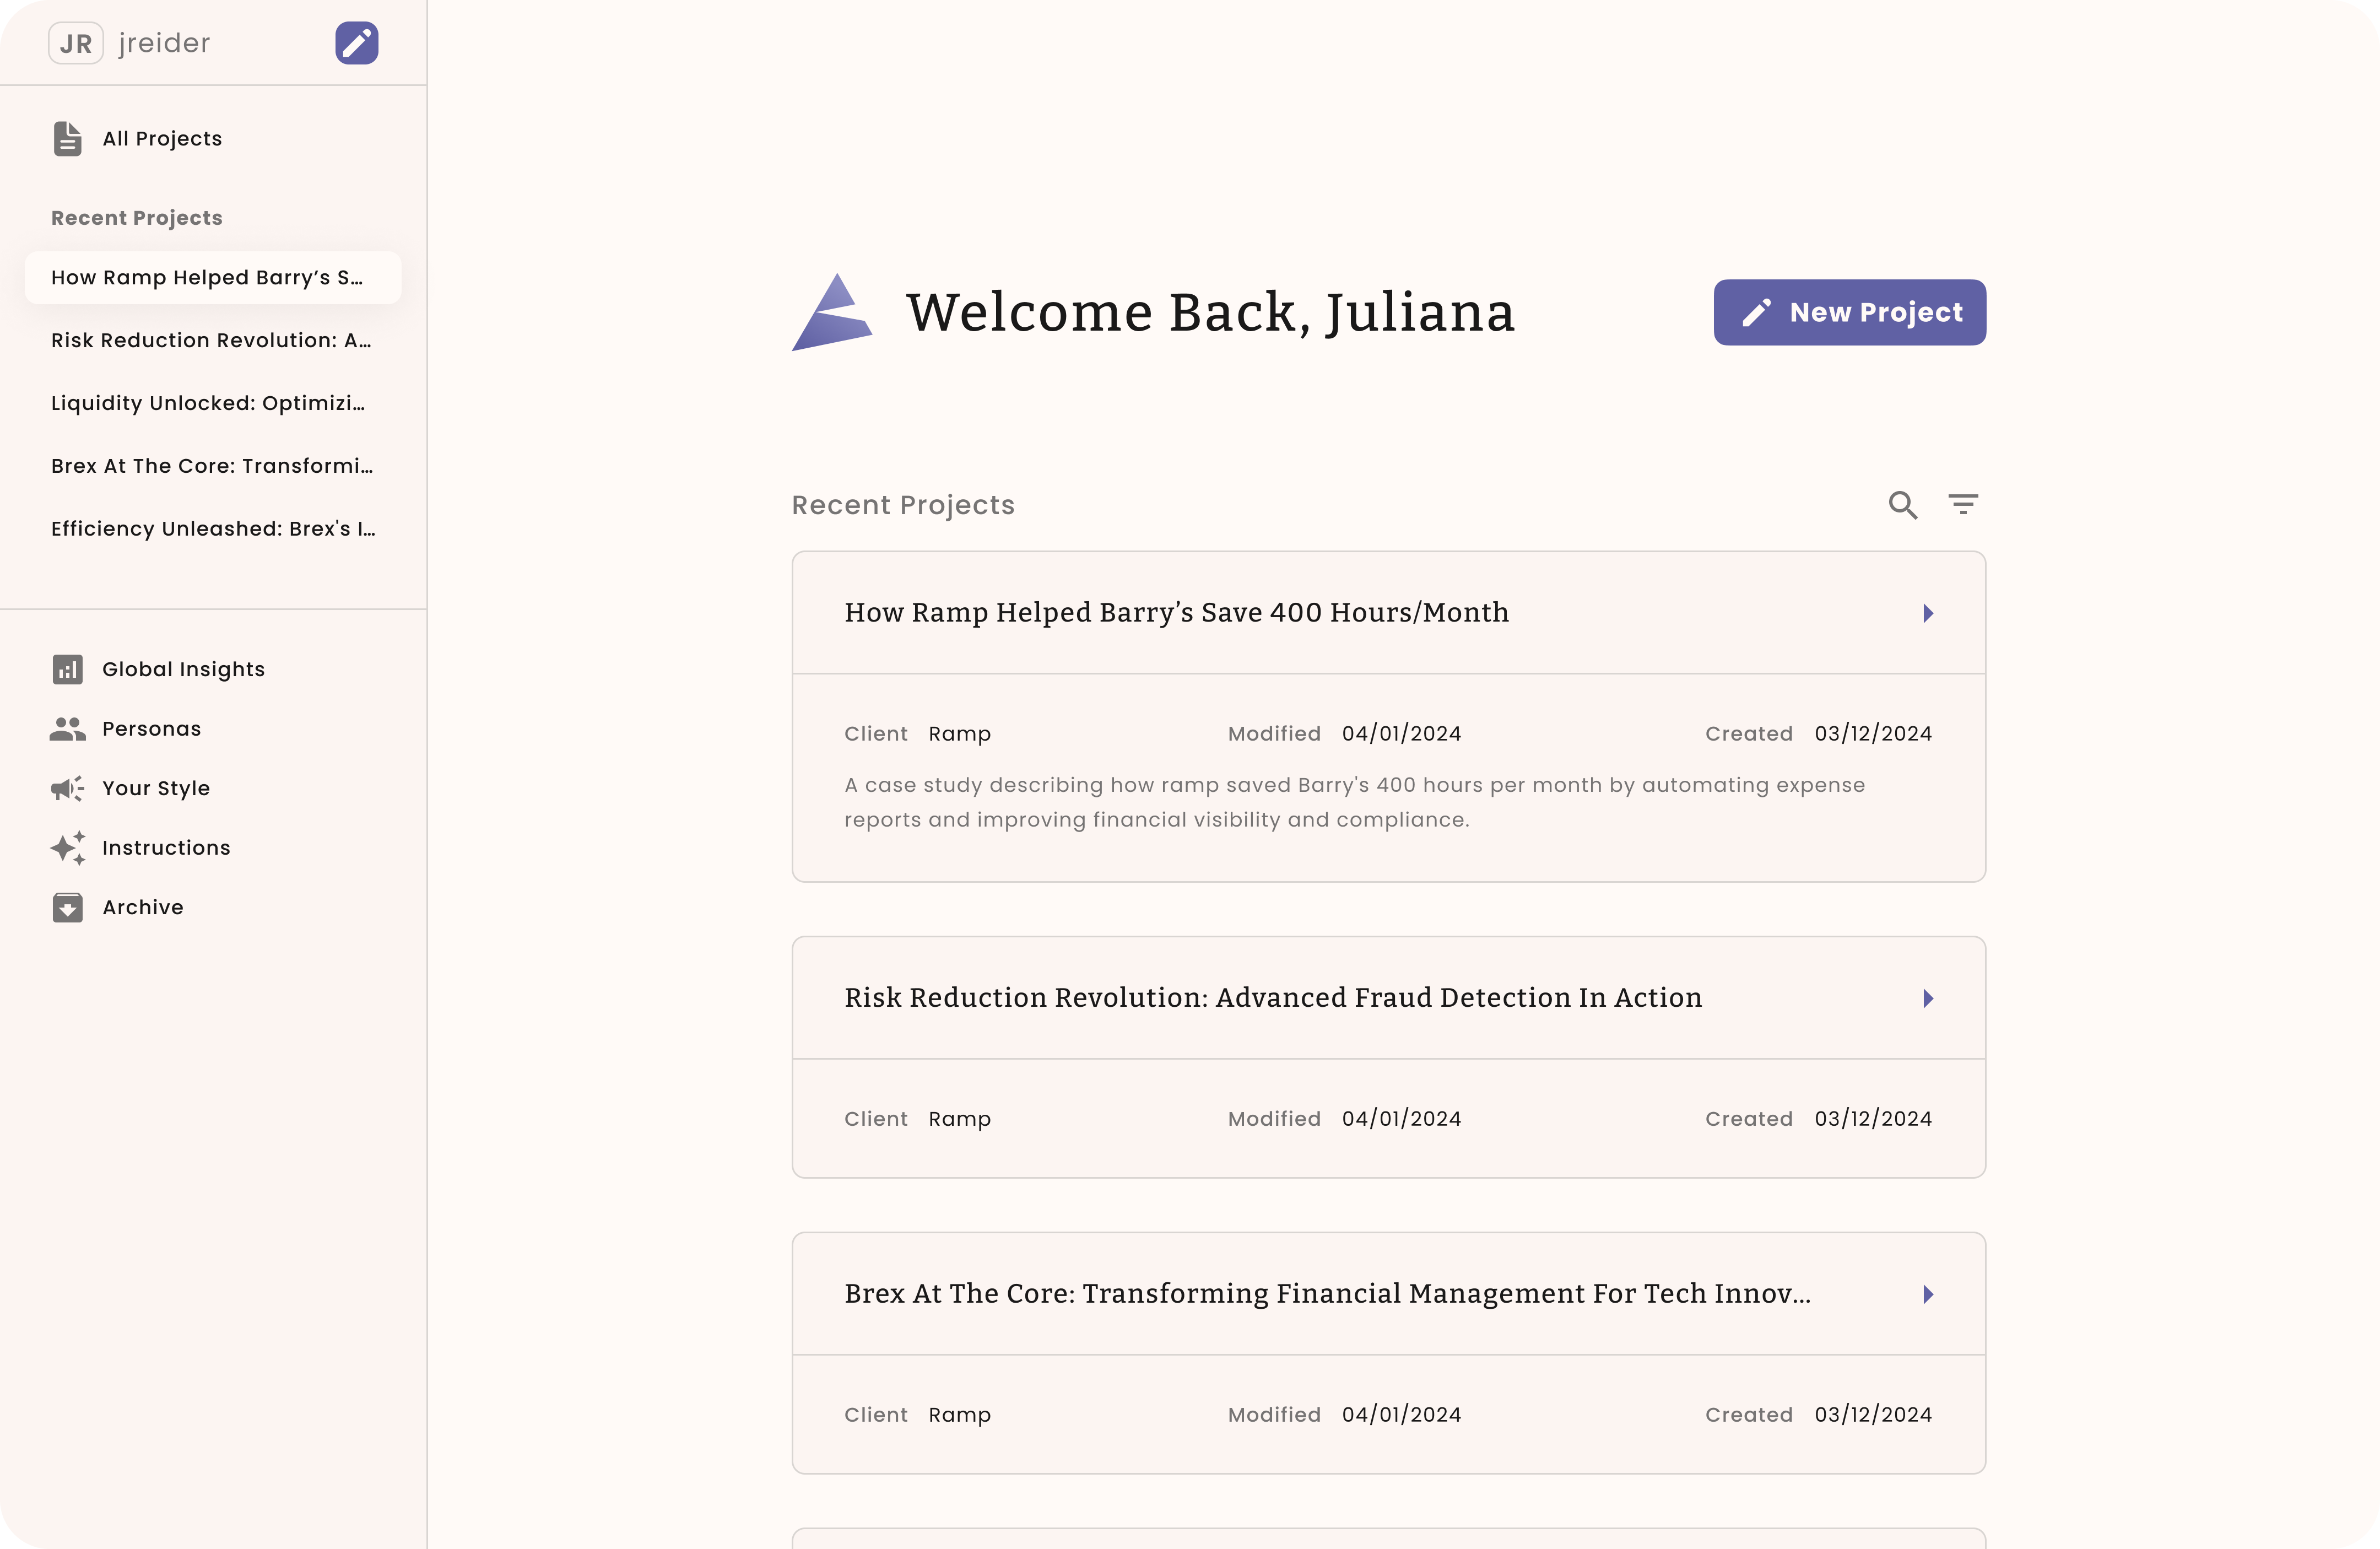 JR jreider
All Projects
Recent Projects
How Ramp Helped Barry’s S...
Risk Reduction Revolution: A...
Liquidity Unlocked: Optimizi...
Brex At The Core: Transformi...
Efficiency Unleashed: Brex's I...
Global Insights
Personas
Your Style
Instructions
Archive
Welcome Back, Juliana
New Project
Recent Projects
How Ramp Helped Barry’s Save 400 Hours/Month
Client Ramp Modified 04/01/2024 Created 03/12/2024
A case study describing how ramp saved Barry's 400 hours per month by automating expense
reports and improving financial visibility and compliance.
Risk Reduction Revolution: Advanced Fraud Detection In Action
Client Ramp Modified 04/01/2024 Created 03/12/2024
Brex At The Core: Transforming Financial Management For Tech Innov...
Client Ramp Modified 04/01/2024 Created 03/12/2024